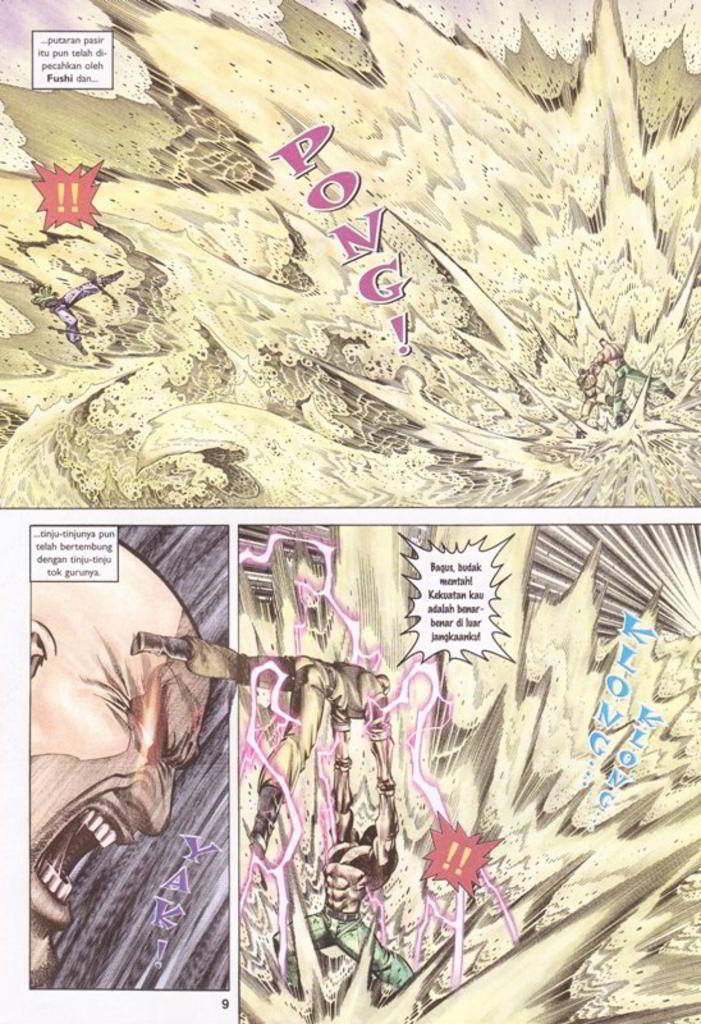 ...putaran pasir
itu pun telah di-
pecahkan oleh
Fushi dan...
!!
PONG!
...tinju-tinjunya pun
telah bertembung
dengan tinju-tinju
tok gurunya.
YAK!
Bagus, budak
mentah!
Kekuatan kau
adalah benar-
benar di luar
jangkaanku!
KLONG...
KLONG...
!!
9